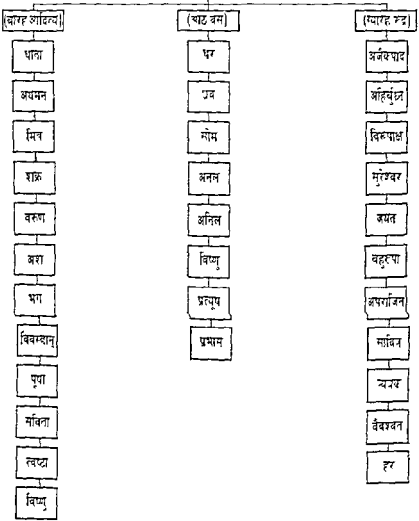 (बारह आदित्य)
धाता
अर्यमन
मित्र
शक्र
वरुण
अंश
भग
विवस्वान्
पूषा
सविता
त्वष्टा
विष्णु
(आठ वसु)
धर
ध्रुव
सोम
अनल
अनिल
विष्णु
प्रत्यूष
प्रभास
(ग्यारह रुद्र)
अजैकपाद
अहिर्बुध्न
विरूपाक्ष
सुरेश्वर
जयंत
बहुरूपा
अपराजित
सावित्र
त्र्यंबक
वैवश्वत
हर